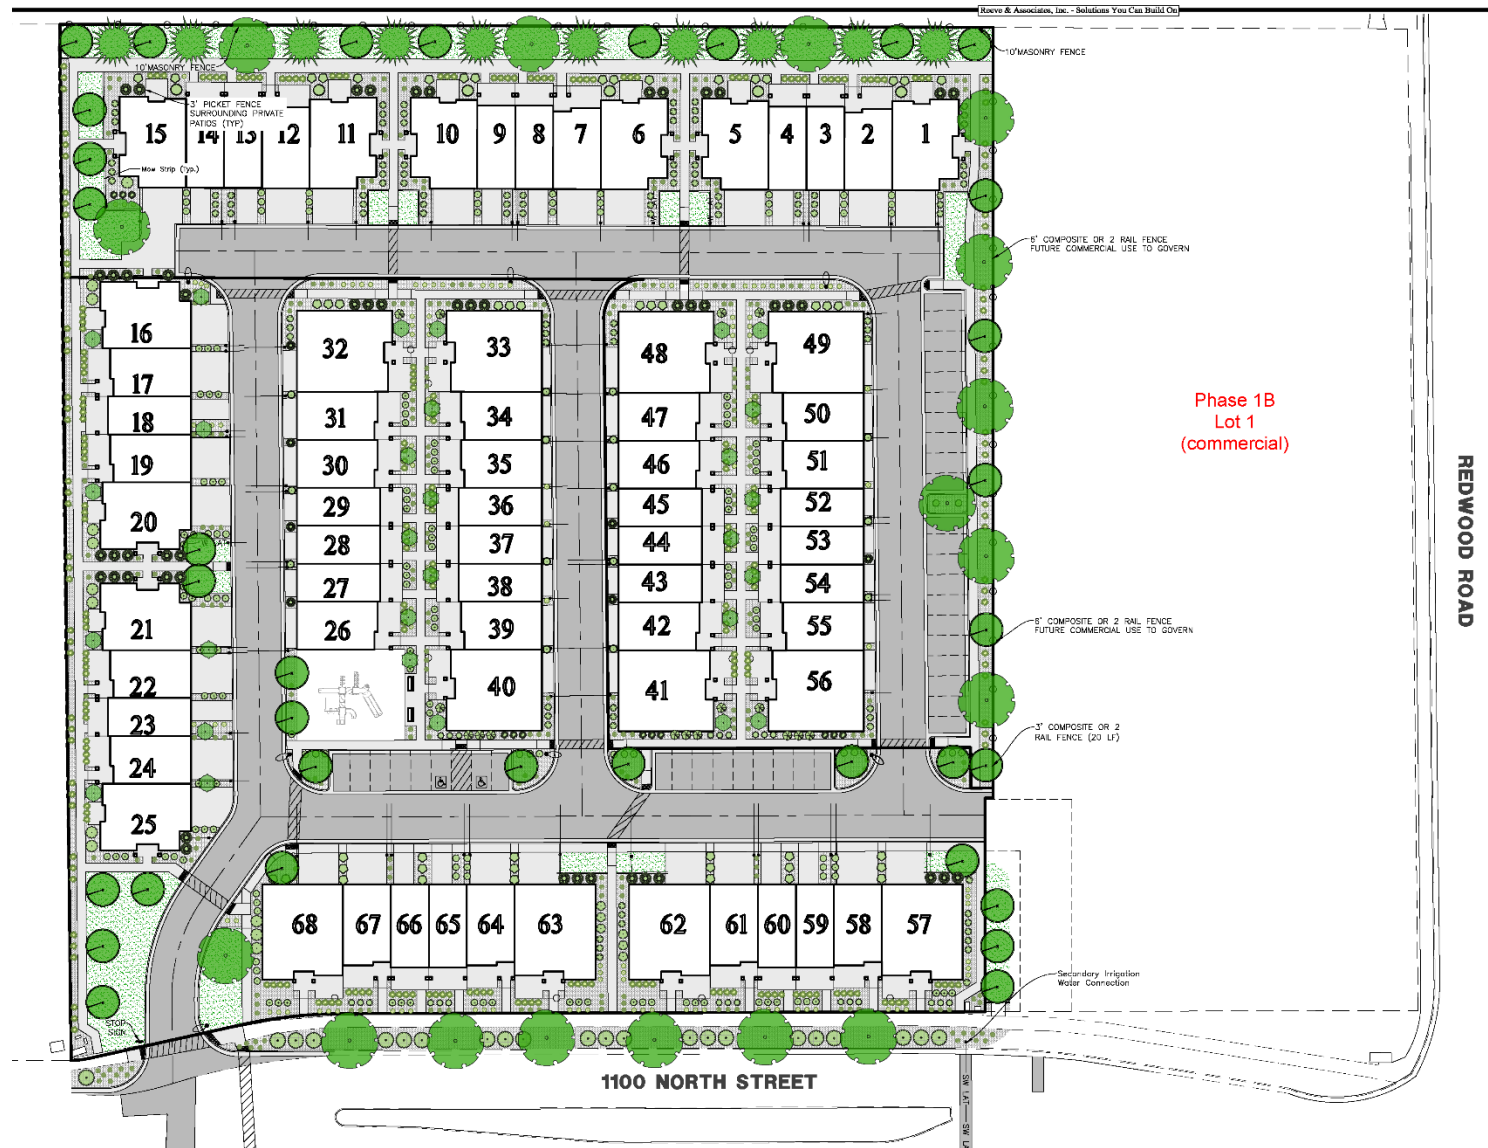 Reeve & Associates, Inc. - Solutions You Can Build On
10'MASONRY FENCE
10'MASONRY FENCE
3' PICKET FENCE
SURROUNDING PRIVATE
PATIOS (TYP)
15
14
13
12
11
10
9
8
7
6
5
4
3
2
1
Mow Strip (Typ.)
6' COMPOSITE OR 2 RAIL FENCE
FUTURE COMMERCIAL USE TO GOVERN
16
17
18
19
20
21
22
23
24
25
32
31
30
29
28
27
26
33
34
35
36
37
38
39
40
48
47
46
45
44
43
42
41
49
50
51
52
53
54
55
56
Phase 1B
Lot 1
(commercial)
REDWOOD ROAD
6' COMPOSITE OR 2 RAIL FENCE
FUTURE COMMERCIAL USE TO GOVERN
3' COMPOSITE OR 2
RAIL FENCE (20 LF)
68
67
66
65
64
63
62
61
60
59
58
57
Secondary Irrigation
Water Connection
STOP
SIGN
1100 NORTH STREET
SW LAT
SW LA